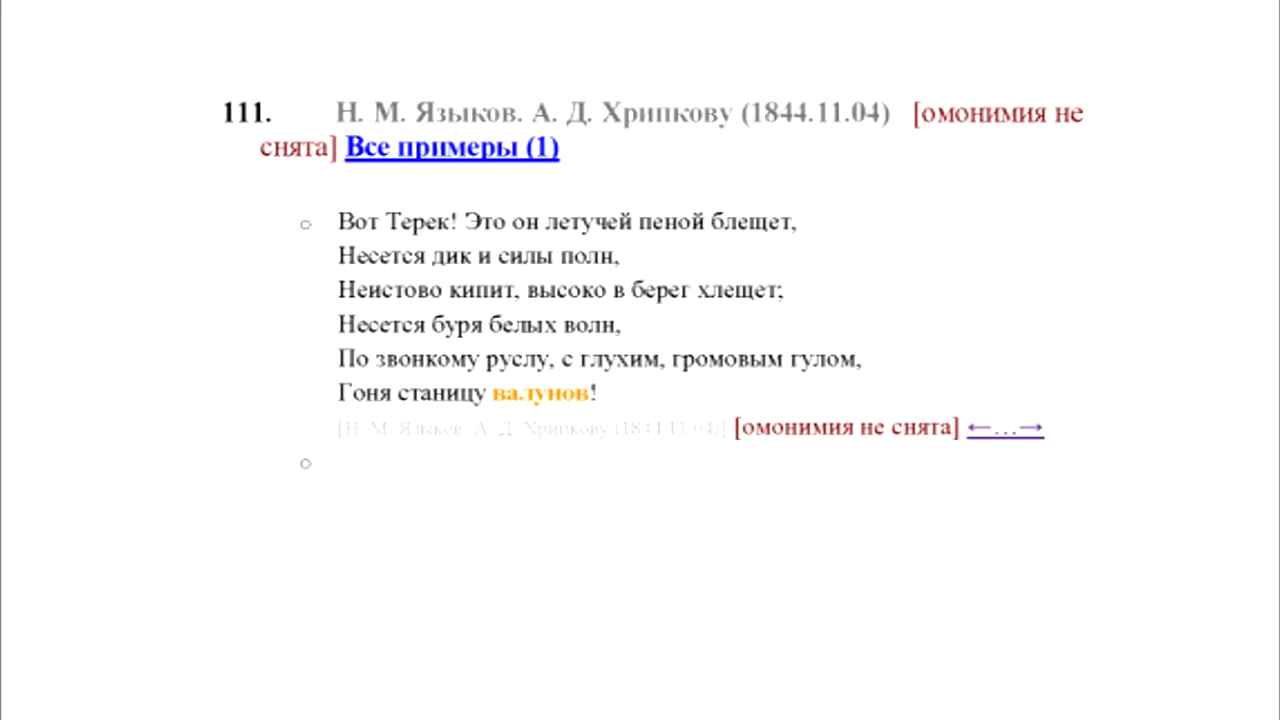 111. Н. М. Языков. А. Д. Хрипкову (1844.11.04) [омонимия не
снята] Все примеры (1)
Вот Терек! Это он летучей пеной блещет,
Несется дик и силы полн,
Неистово кипит, высоко в берег хлещет;
Несется буря белых волн,
По звонкому руслу, с глухим, громовым гулом,
Гоня станицу валунов!
[Н. М. Языков. А. Д. Хрипкову (1844.11.04)] [омонимия не снята] ←…→